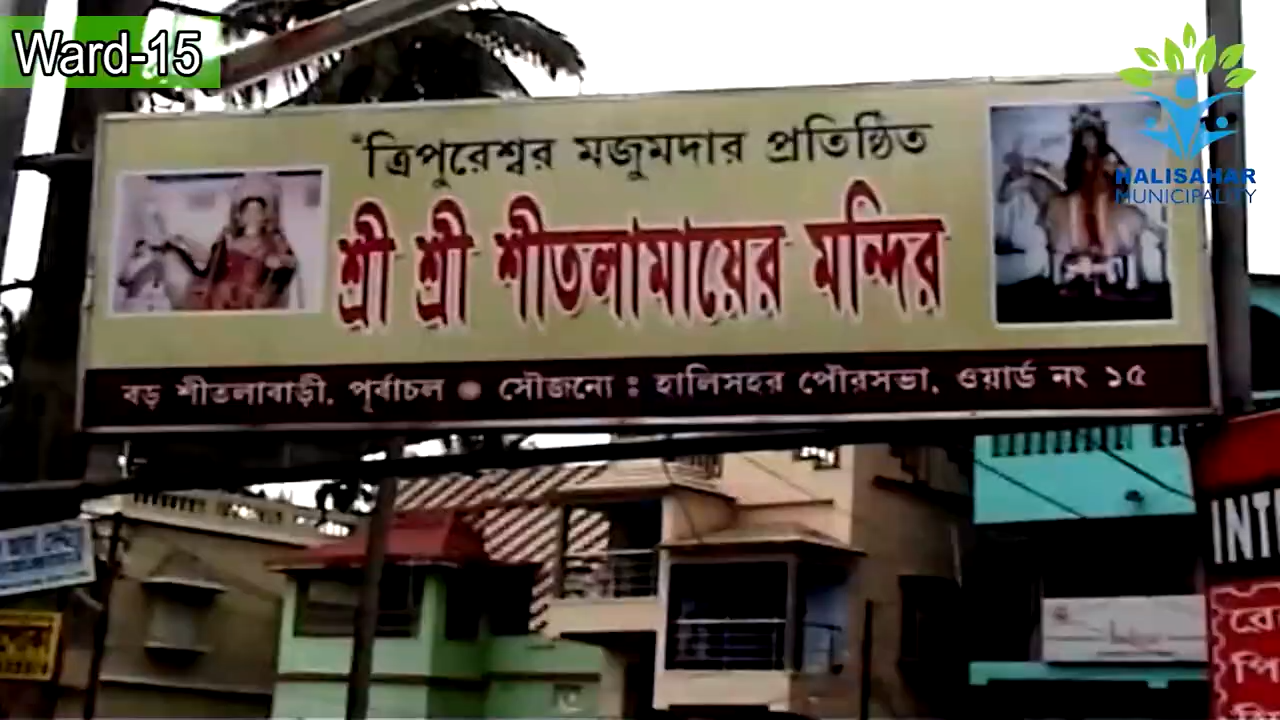 Ward-15
HALISAHAR
MUNICIPALITY
"ত্রিপুরেশ্বর মজুমদার প্রতিষ্ঠিত
শ্রী শ্রী শীতলামায়ের মন্দির
বড় শীতলাবাড়ী, পূর্বাচল ● সৌজন্যে : হালিসহর পৌরসভা, ওয়ার্ড নং ১৫
INT